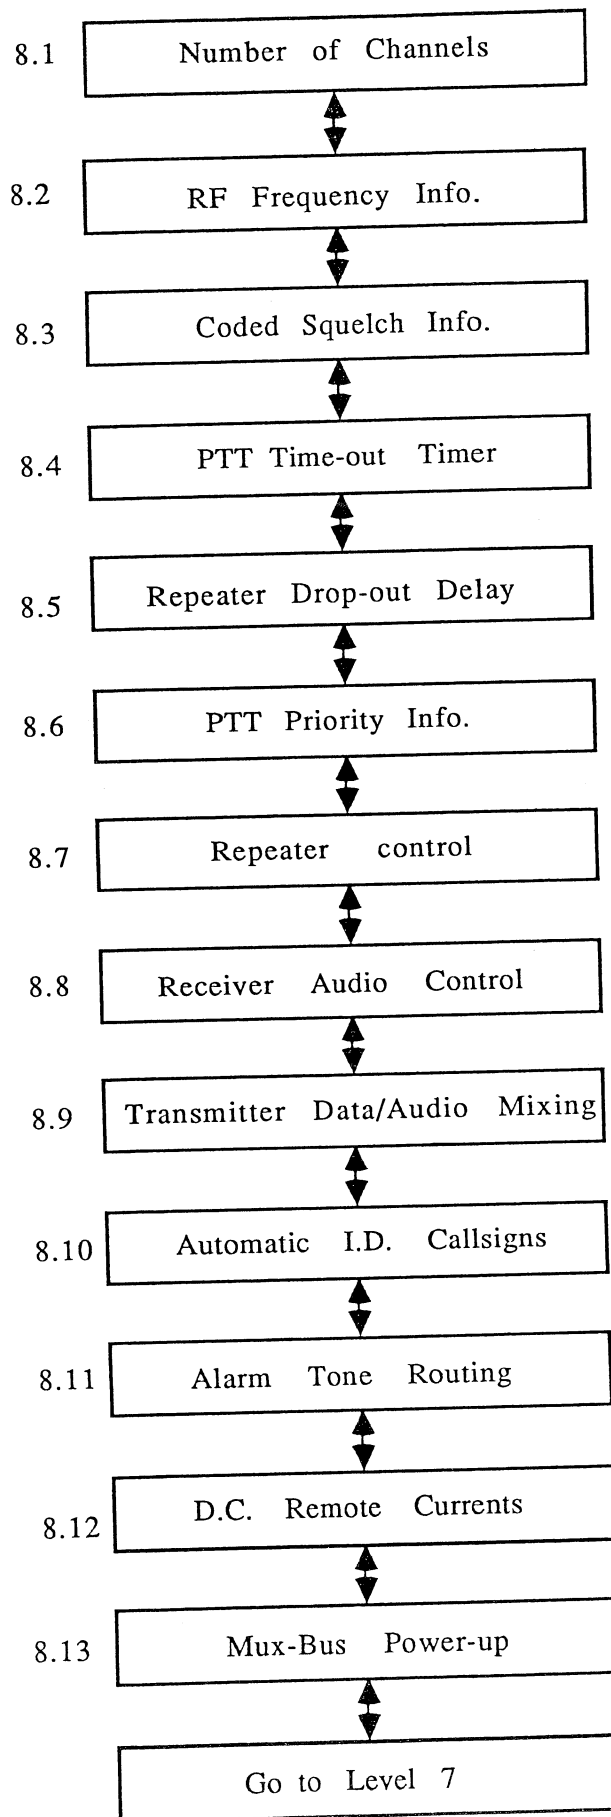 8.1 Number of Channels
8.2 RF Frequency Info.
8.3 Coded Squelch Info.
8.4 PTT Time-out Timer
8.5 Repeater Drop-out Delay
8.6 PTT Priority Info.
8.7 Repeater control
8.8 Receiver Audio Control
8.9 Transmitter Data/Audio Mixing
8.10 Automatic I.D. Callsigns
8.11 Alarm Tone Routing
8.12 D.C. Remote Currents
8.13 Mux-Bus Power-up
Go to Level 7